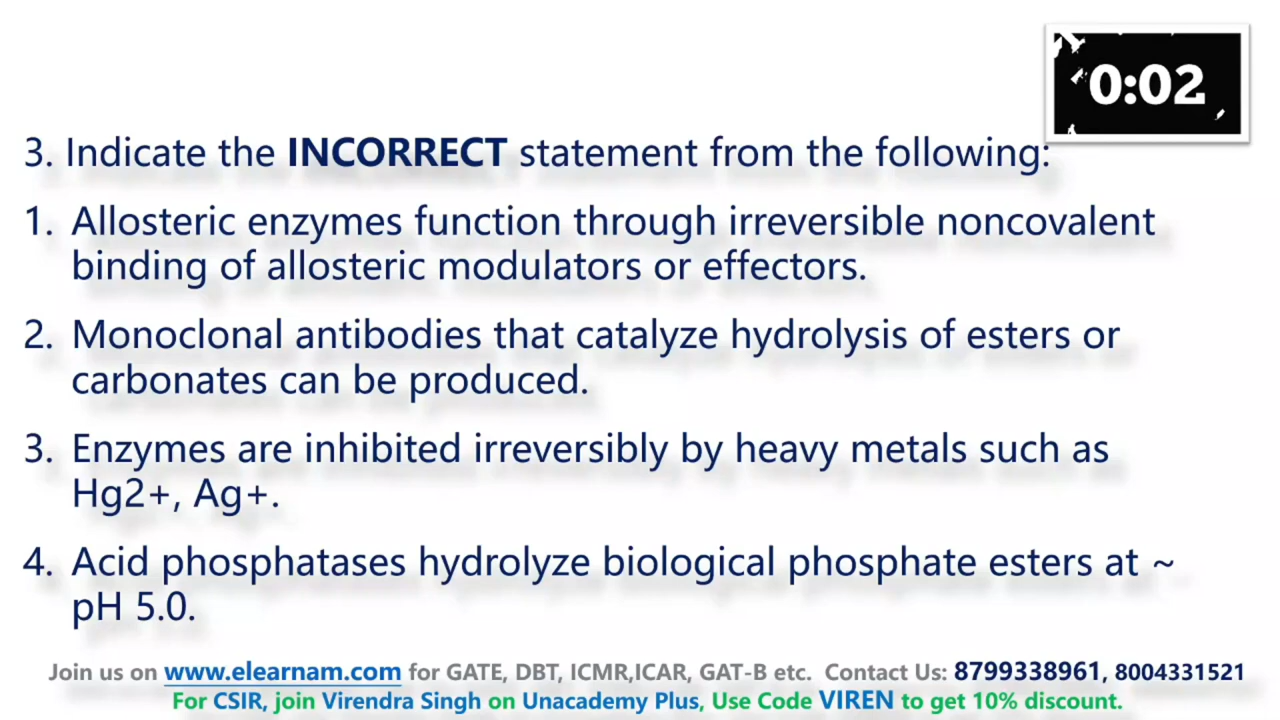 0:02
3. Indicate the INCORRECT statement from the following:
1. Allosteric enzymes function through irreversible noncovalent
binding of allosteric modulators or effectors.
2. Monoclonal antibodies that catalyze hydrolysis of esters or
carbonates can be produced.
3. Enzymes are inhibited irreversibly by heavy metals such as
Hg2+, Ag+.
4. Acid phosphatases hydrolyze biological phosphate esters at ~
pH 5.0.
Join us on www.elearnam.com for GATE, DBT, ICMR,ICAR, GAT-B etc. Contact Us: 8799338961, 8004331521
For CSIR, join Virendra Singh on Unacademy Plus, Use Code VIREN to get 10% discount.